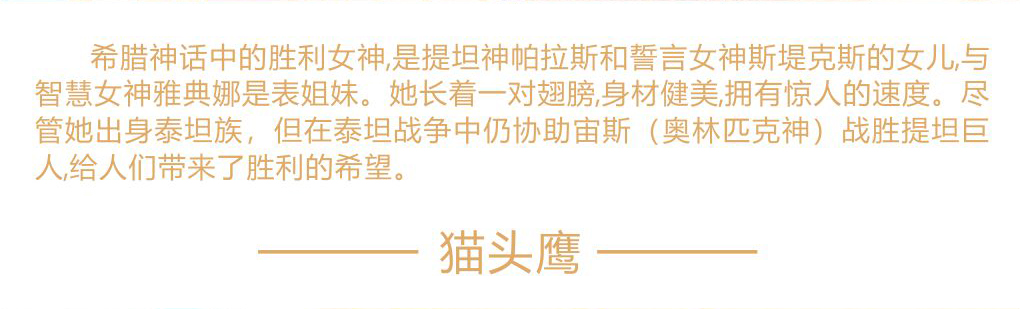 希腊神话中的胜利女神,是提坦神帕拉斯和誓言女神斯堤克斯的女儿,与
智慧女神雅典娜是表姐妹。她长着一对翅膀,身材健美,拥有惊人的速度。尽
管她出身泰坦族，但在泰坦战争中仍协助宙斯（奥林匹克神）战胜提坦巨
人,给人们带来了胜利的希望。
猫头鹰